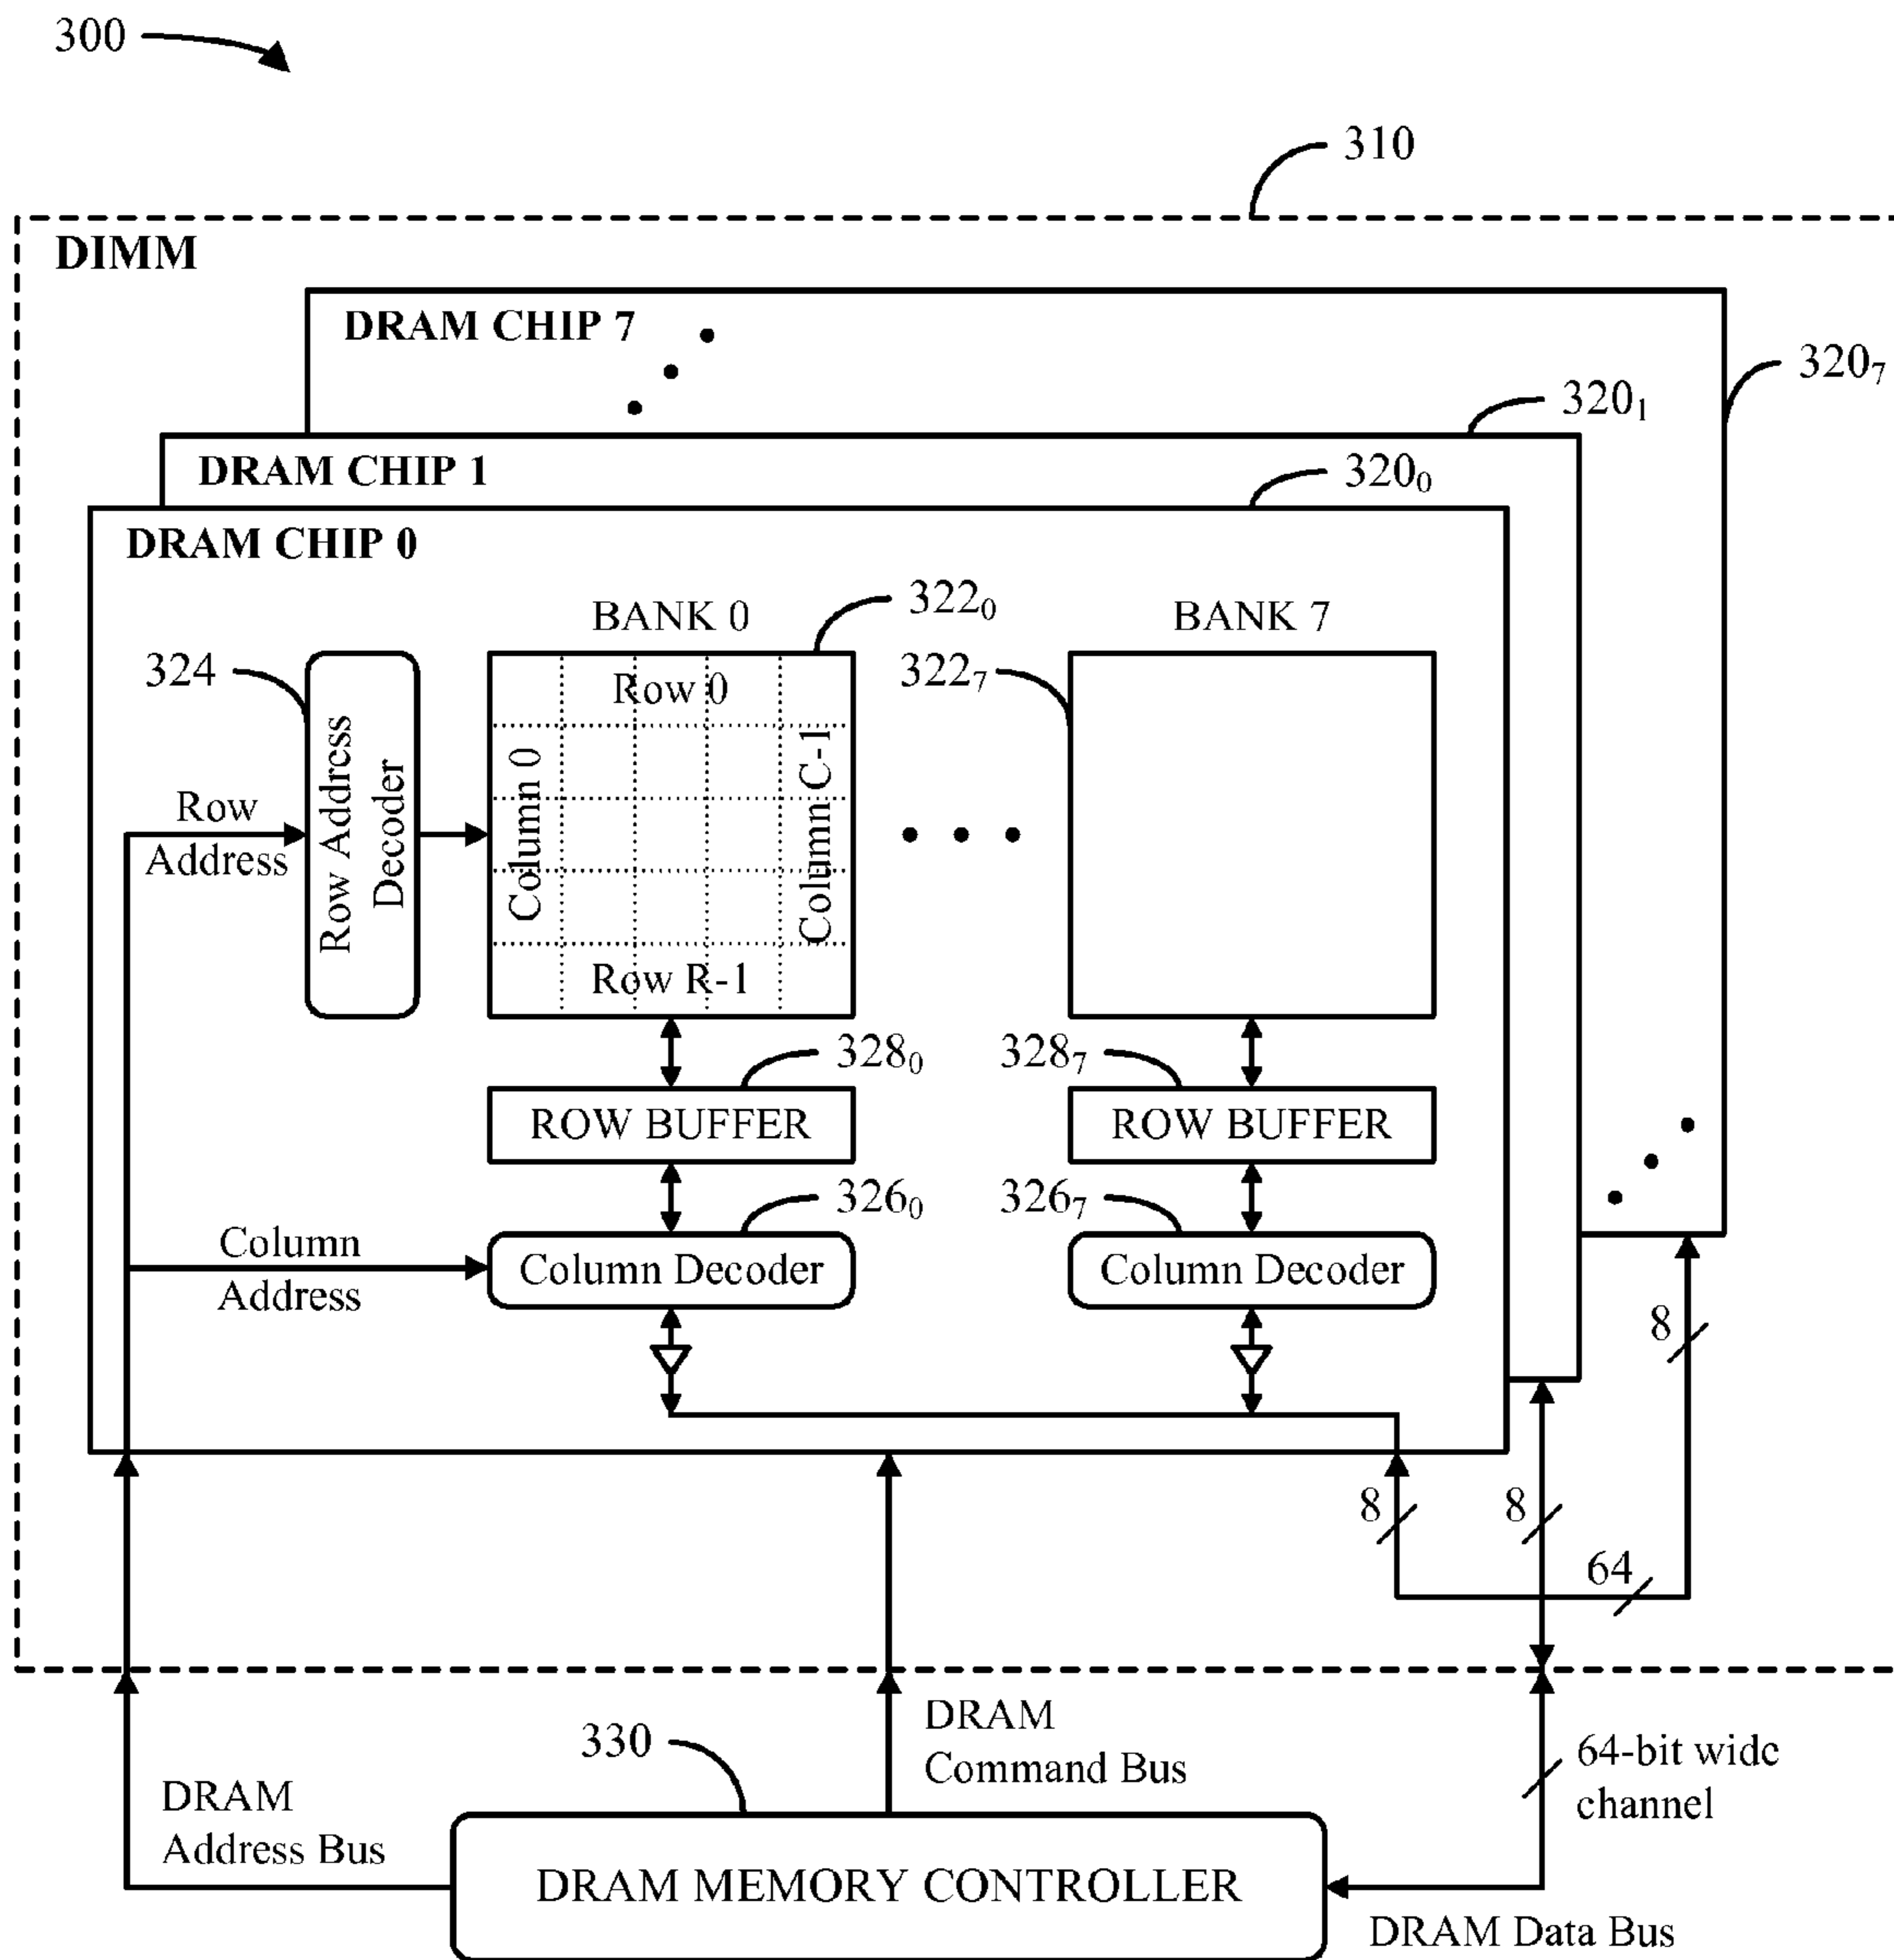 300
310
DIMM
DRAM CHIP 7
320₇
320₁
DRAM CHIP 1
320₀
DRAM CHIP 0
BANK 0
322₀
BANK 7
324
322₇
Row Address
Decoder
Row 0
Column 0
Column C-1
Row R-1
Row
Address
328₀
328₇
ROW BUFFER
ROW BUFFER
326₀
326₇
Column
Address
Column Decoder
Column Decoder
8
8
8
64
DRAM
Command Bus
330
64-bit wide
channel
DRAM
Address Bus
DRAM MEMORY CONTROLLER
DRAM Data Bus